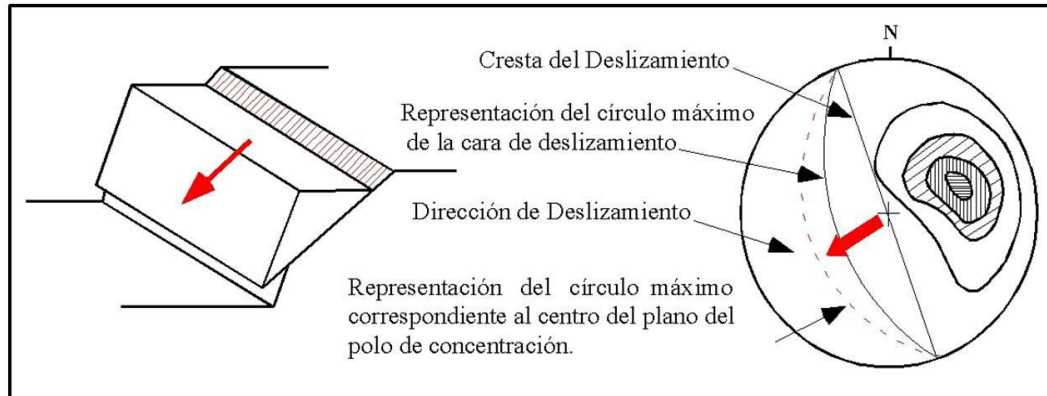 N
Cresta del Deslizamiento
Representación del círculo máximo
de la cara de deslizamiento
Dirección de Deslizamiento
Representación del círculo máximo
correspondiente al centro del plano del
polo de concentración.